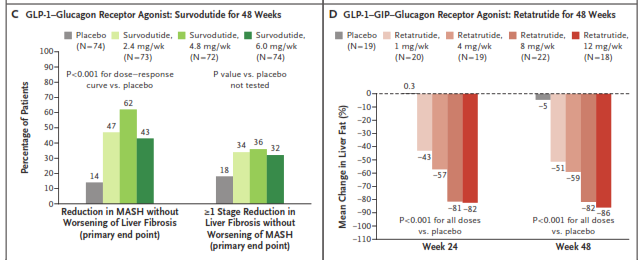 C GLP-1–Glucagon Receptor Agonist: Survodutide for 48 Weeks
Placebo
(N=74)
Survodutide,
2.4 mg/wk
(N=73)
Survodutide,
4.8 mg/wk
(N=72)
Survodutide,
6.0 mg/wk
(N=74)
Percentage of Patients
100
90
80
70
60
50
40
30
20
10
0
P<0.001 for dose–response
curve vs. placebo
P value vs. placebo
not tested
14
47
62
43
18
34
36
32
Reduction in MASH without
Worsening of Liver Fibrosis
(primary end point)
≥1 Stage Reduction in
Liver Fibrosis without
Worsening of MASH
(primary end point)
D GLP-1–GIP–Glucagon Receptor Agonist: Retatrutide for 48 Weeks
Placebo
(N=19)
Retatrutide,
1 mg/wk
(N=20)
Retatrutide,
4 mg/wk
(N=19)
Retatrutide,
8 mg/wk
(N=22)
Retatrutide,
12 mg/wk
(N=18)
Mean Change in Liver Fat (%)
0
−10
−20
−30
−40
−50
−60
−70
−80
−90
−100
−110
0.3
−43
−57
−81
−82
−5
−51
−59
−82
−86
P<0.001 for all doses
vs. placebo
P<0.001 for all doses
vs. placebo
Week 24
Week 48